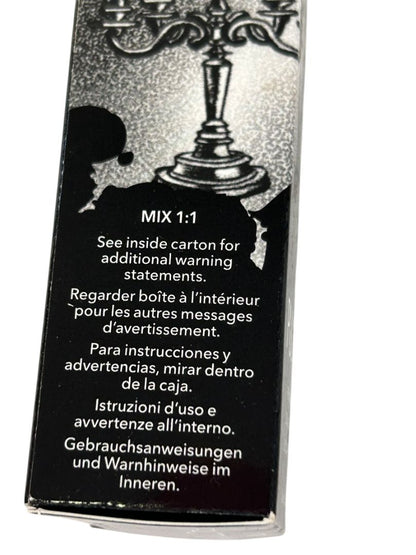 MIX 1:1
See inside carton for
additional warning
statements.
Regarder boîte à l'intérieur
`pour les autres messages
d'avertissement.
Para instrucciones y
advertencias, mirar dentro
de la caja.
Istruzioni d'uso e
avvertenze all'interno.
Gebrauchsanweisungen
und Warnhinweise im
Inneren.